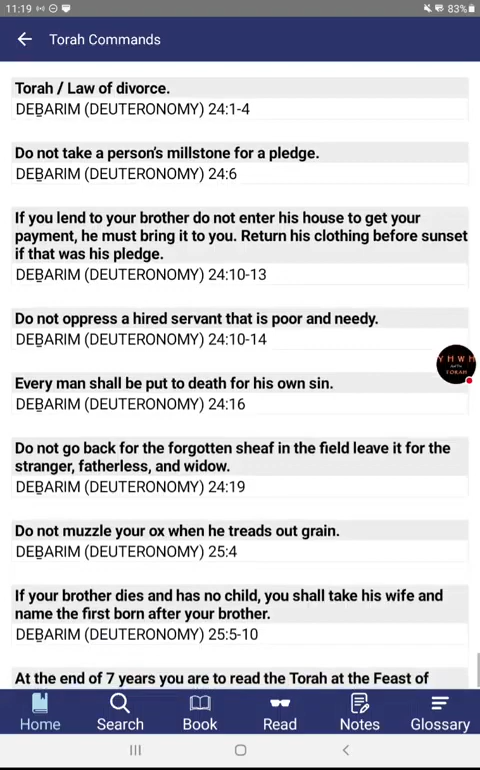 11:19
83%
Torah Commands
Torah / Law of divorce.
DEḆARIM (DEUTERONOMY) 24:1-4
Do not take a person's millstone for a pledge.
DEḆARIM (DEUTERONOMY) 24:6
If you lend to your brother do not enter his house to get your
payment, he must bring it to you. Return his clothing before sunset
if that was his pledge.
DEḆARIM (DEUTERONOMY) 24:10-13
Do not oppress a hired servant that is poor and needy.
DEḆARIM (DEUTERONOMY) 24:10-14
YHWH
And The
TORAH
Every man shall be put to death for his own sin.
DEḆARIM (DEUTERONOMY) 24:16
Do not go back for the forgotten sheaf in the field leave it for the
stranger, fatherless, and widow.
DEḆARIM (DEUTERONOMY) 24:19
Do not muzzle your ox when he treads out grain.
DEḆARIM (DEUTERONOMY) 25:4
If your brother dies and has no child, you shall take his wife and
name the first born after your brother.
DEḆARIM (DEUTERONOMY) 25:5-10
At the end of 7 years you are to read the Torah at the Feast of
Home Search Book Read Notes Glossary